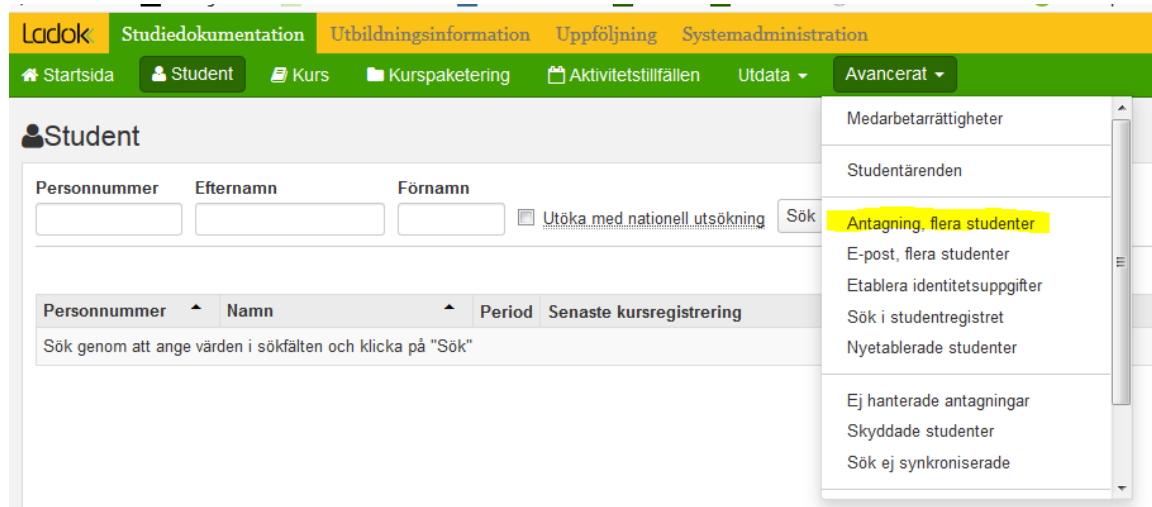 Ladok Studiedokumentation Utbildningsinformation Uppföljning Systemadministration
Startsida Student Kurs Kurspaketering Aktivitetstillfällen Utdata Avancerat
Student
Personnummer Efternamn Förnamn
Utöka med nationell utsökning Sök
Personnummer Namn Period Senaste kursregistrering
Sök genom att ange värden i sökfälten och klicka på "Sök"
Medarbetarrättigheter
Studentärenden
Antagning, flera studenter
E-post, flera studenter
Etablera identitetsuppgifter
Sök i studentregistret
Nyetablerade studenter
Ej hanterade antagningar
Skyddade studenter
Sök ej synkroniserade